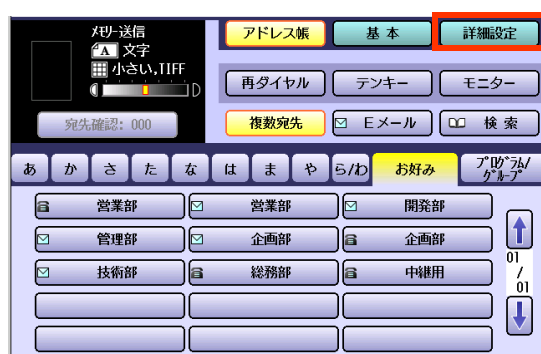 ﾒﾓﾘｰ送信
A 文字
小さい,TIFF
D
宛先確認: 000
アドレス帳 基本 詳細設定
再ダイヤル テンキー モニター
複数宛先 Eメール 検索
あ か さ た な は ま や ら/わ お好み ﾌﾟﾛｸﾞﾗﾑ/ｸﾞﾙｰﾌﾟ
営業部 営業部 開発部
管理部 企画部 企画部
技術部 総務部 中継用
01
/
01